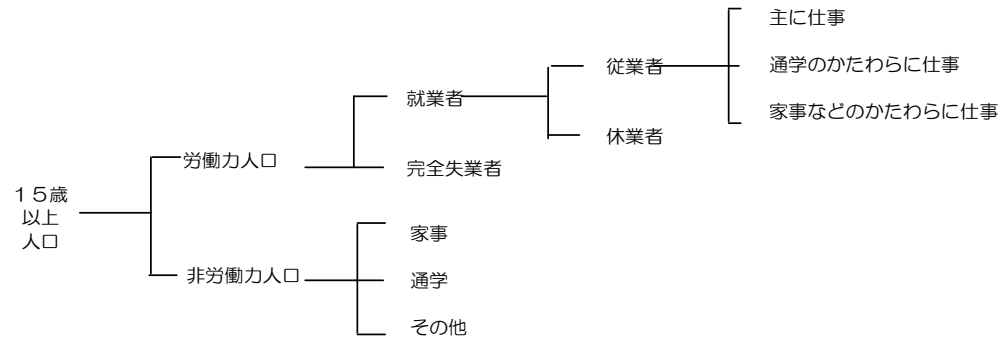 主に仕事
従業者
通学のかたわらに仕事
就業者
家事などのかたわらに仕事
休業者
労働力人口
完全失業者
１５歳
以上
人口
家事
非労働力人口
通学
その他